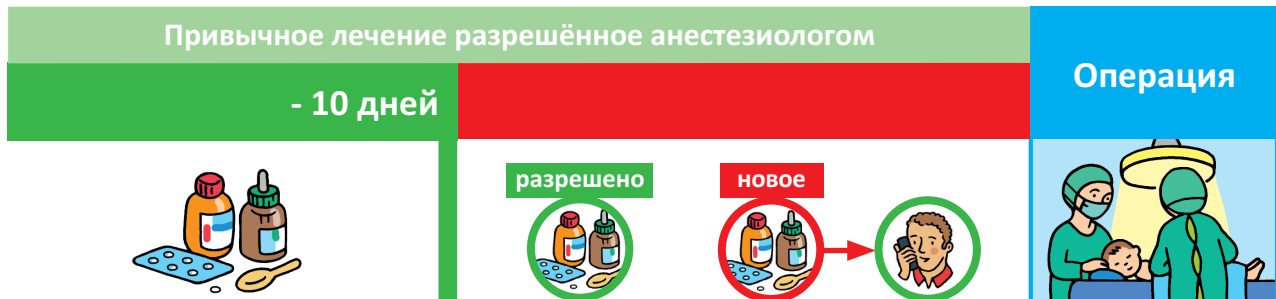 Привычное лечение разрешённое анестезиологом
Операция
- 10 дней
разрешено
новое